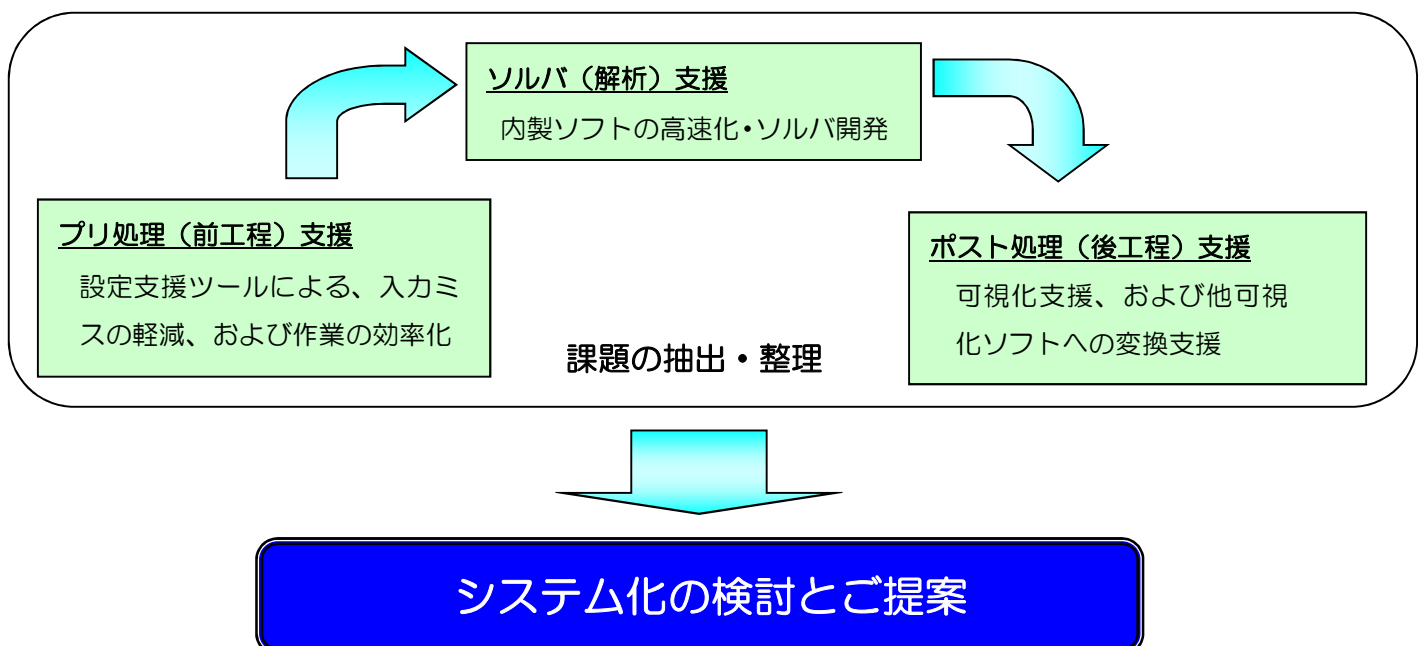 ソルバ（解析）支援
内製ソフトの高速化・ソルバ開発
プリ処理（前工程）支援
設定支援ツールによる、入力ミ
スの軽減、および作業の効率化
ポスト処理（後工程）支援
可視化支援、および他可視
化ソフトへの変換支援
課題の抽出・整理
システム化の検討とご提案